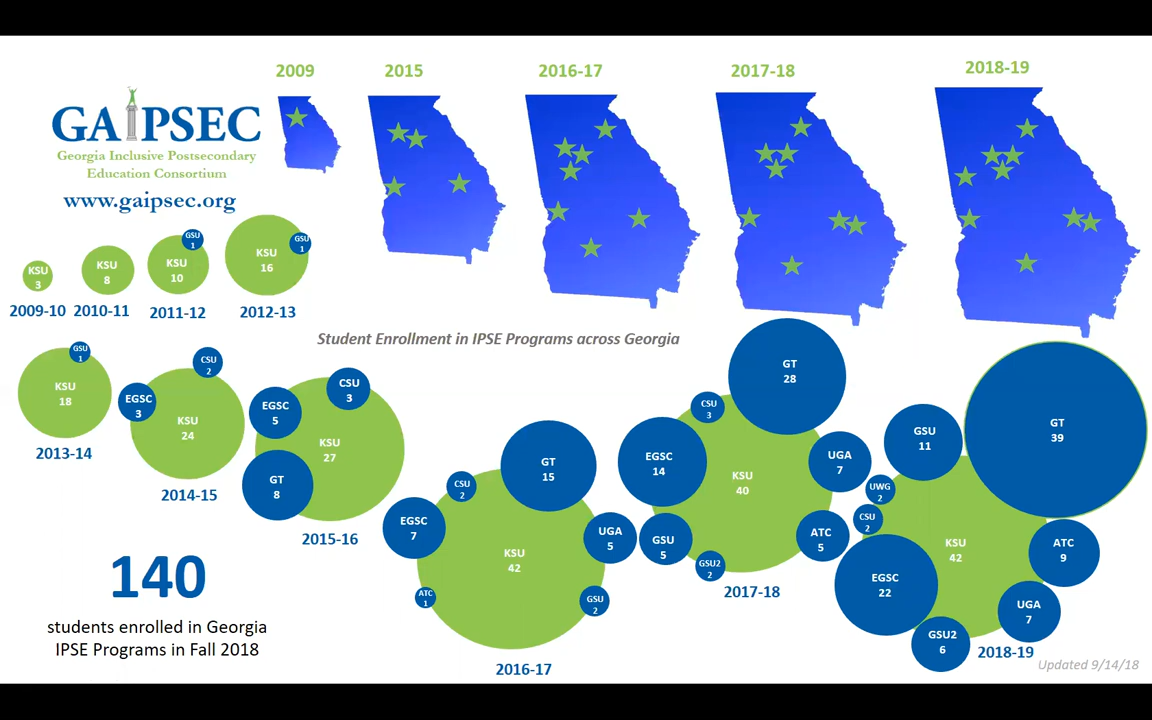 2009
2015
2016-17
2017-18
2018-19
GAIPSEC
Georgia Inclusive Postsecondary
Education Consortium
www.gaipsec.org
KSU
3
2009-10
KSU
8
2010-11
GSU
1
KSU
10
2011-12
GSU
1
KSU
16
2012-13
Student Enrollment in IPSE Programs across Georgia
GSU
1
KSU
18
2013-14
CSU
2
EGSC
3
KSU
24
2014-15
CSU
3
EGSC
5
KSU
27
GT
8
2015-16
GT
15
CSU
2
EGSC
7
UGA
5
KSU
42
ATC
1
GSU
2
2016-17
GT
28
CSU
3
EGSC
14
UGA
7
KSU
40
GSU
5
ATC
5
GSU2
2
2017-18
GT
39
GSU
11
UWG
2
CSU
2
KSU
42
ATC
9
EGSC
22
UGA
7
GSU2
6
2018-19
140
students enrolled in Georgia
IPSE Programs in Fall 2018
Updated 9/14/18